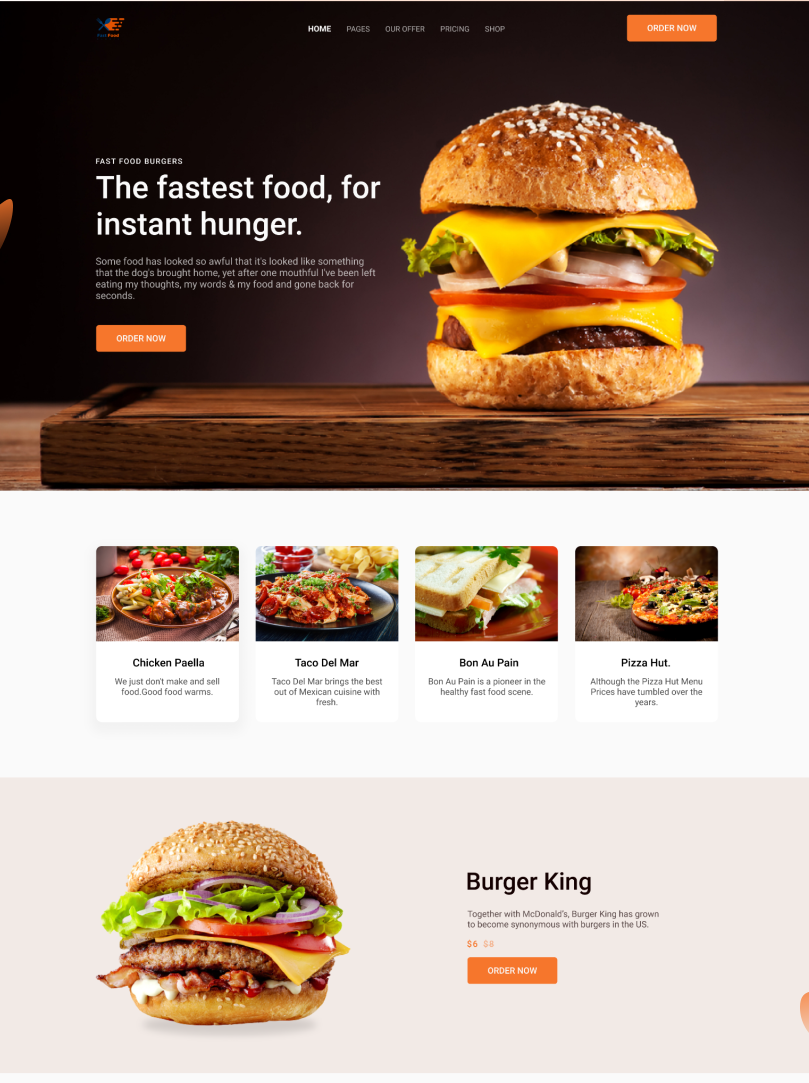 Fast Food
HOME
PAGES
OUR OFFER
PRICING
SHOP
ORDER NOW
FAST FOOD BURGERS
The fastest food, for
instant hunger.
Some food has looked so awful that it's looked like something
that the dog's brought home, yet after one mouthful I've been left
eating my thoughts, my words & my food and gone back for
seconds.
ORDER NOW
Chicken Paella
We just don't make and sell
food.Good food warms.
Taco Del Mar
Taco Del Mar brings the best
out of Mexican cuisine with
fresh.
Bon Au Pain
Bon Au Pain is a pioneer in the
healthy fast food scene.
Pizza Hut.
Although the Pizza Hut Menu
Prices have tumbled over the
years.
Burger King
Together with McDonald's, Burger King has grown
to become synonymous with burgers in the US.
$6 $8
ORDER NOW